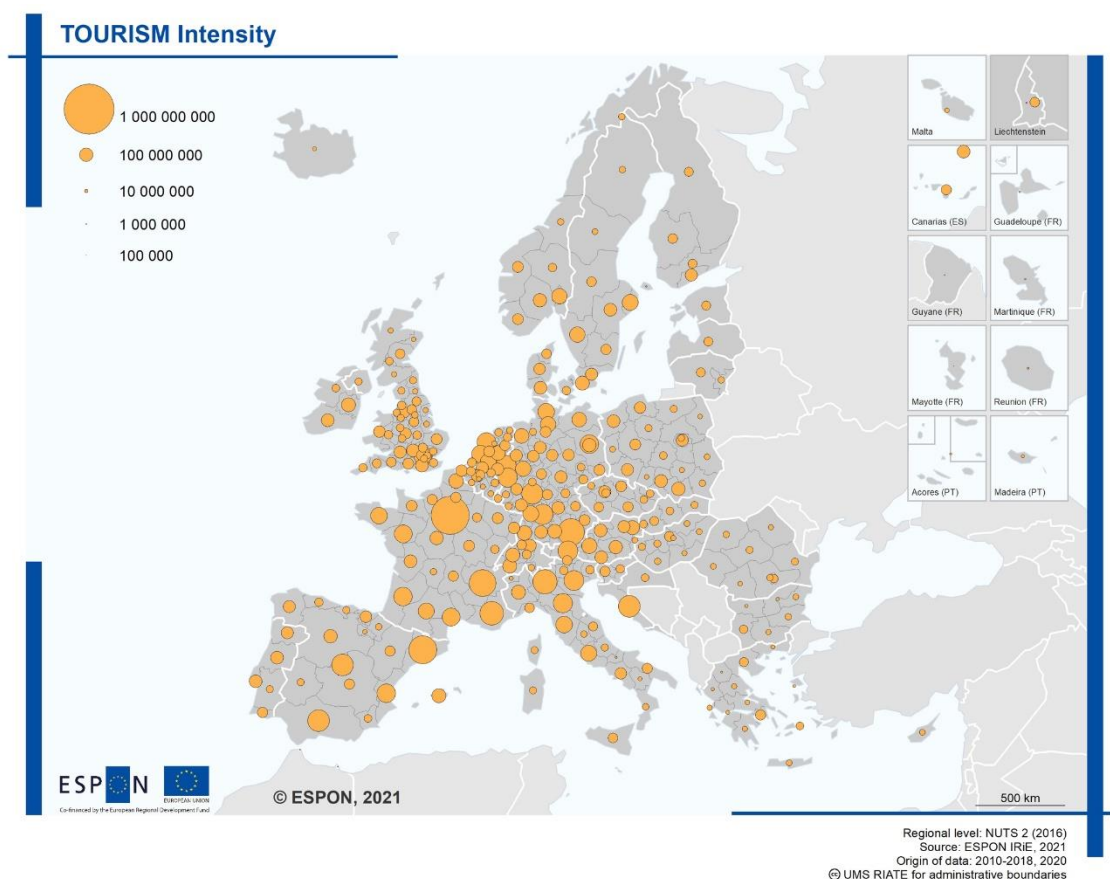 TOURISM Intensity
1 000 000 000
100 000 000
10 000 000
1 000 000
100 000
Malta
Liechtenstein
Canarias (ES)
Guadeloupe (FR)
Guyane (FR)
Martinique (FR)
Mayotte (FR)
Reunion (FR)
Acores (PT)
Madeira (PT)
ESPON
EUROPEAN UNION
Co-financed by the European Regional Development Fund
© ESPON, 2021
500 km
Regional level: NUTS 2 (2016)
Source: ESPON IRiE, 2021
Origin of data: 2010-2018, 2020
UMS RIATE for administrative boundaries